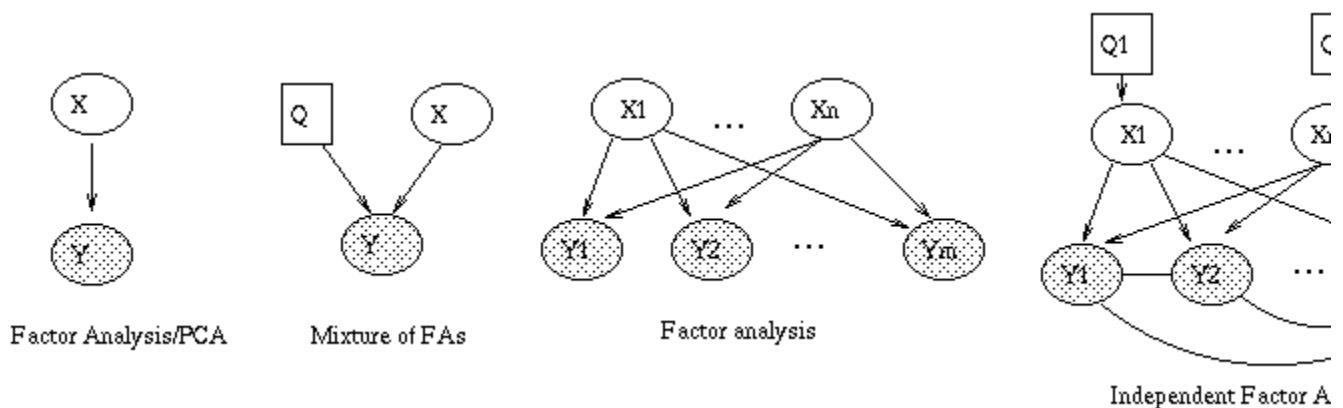 X
Y
Factor Analysis/PCA
Q
X
Y
Mixture of FAs
X1
...
Xn
Y1
Y2
...
Ym
Factor analysis
Q1
X1
...
Y1
Y2
...
Independent Factor